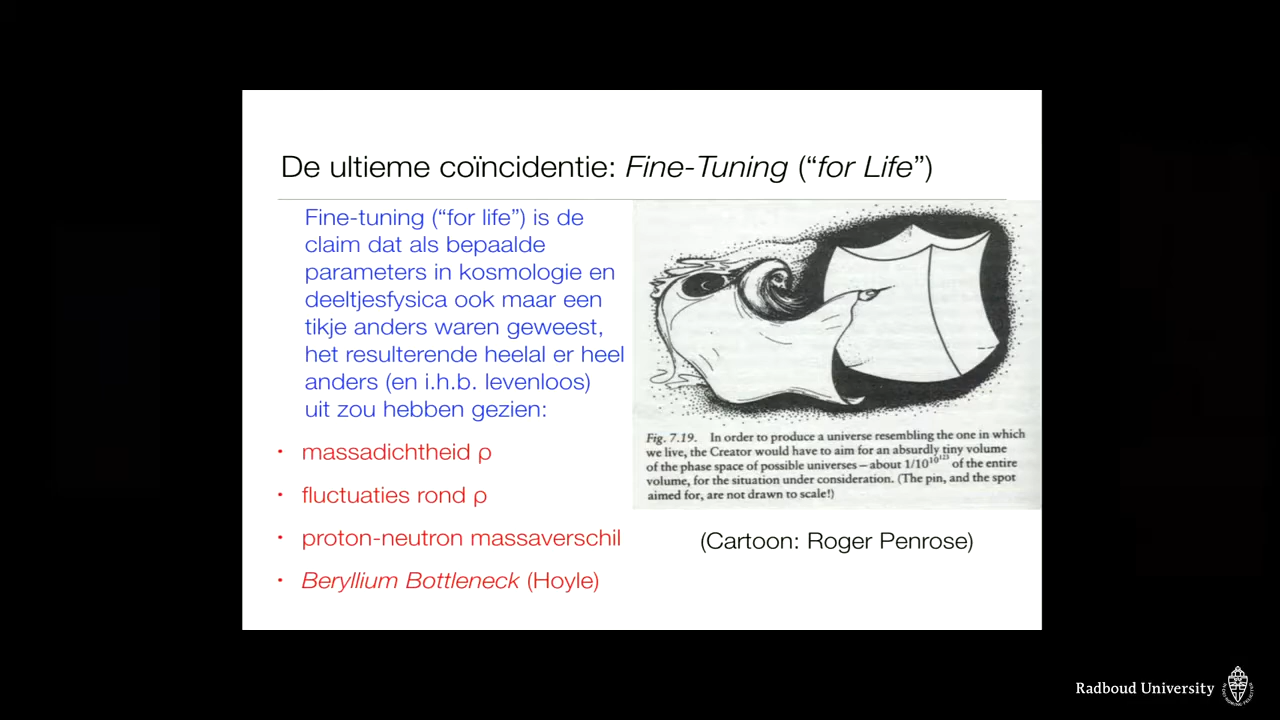 De ultieme coïncidentie: Fine-Tuning (“for Life”)
Fine-tuning (“for life”) is de
claim dat als bepaalde
parameters in kosmologie en
deeltjesfysica ook maar een
tikje anders waren geweest,
het resulterende heelal er heel
anders (en i.h.b. levenloos)
uit zou hebben gezien:
• massadichtheid ρ
• fluctuaties rond ρ
• proton-neutron massaverschil
• Beryllium Bottleneck (Hoyle)
Fig. 7.19. In order to produce a universe resembling the one in which
we live, the Creator would have to aim for an absurdly tiny volume
of the phase space of possible universes – about 1/10^10^123 of the entire
volume, for the situation under consideration. (The pin, and the spot
aimed for, are not drawn to scale!)
(Cartoon: Roger Penrose)
Radboud University